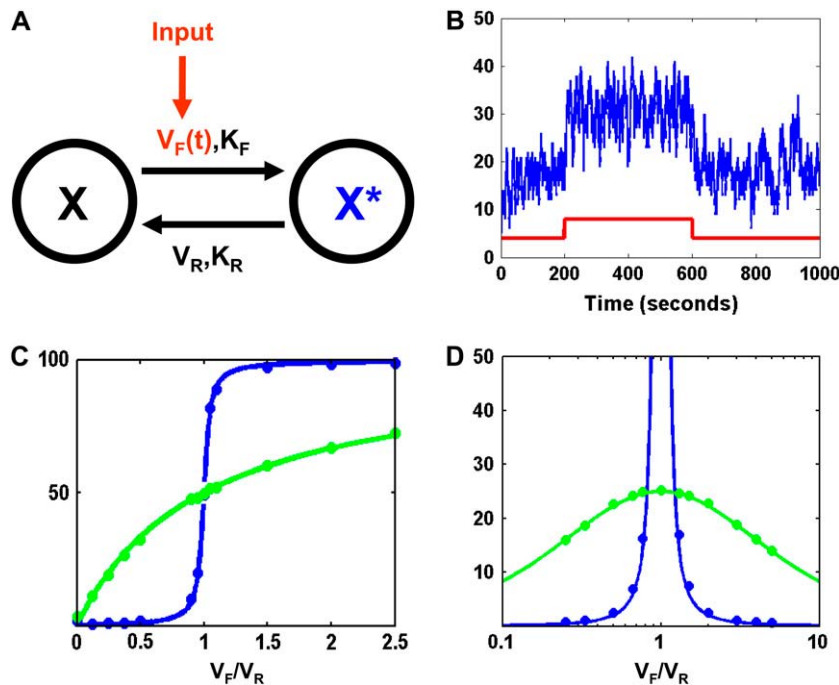 A
Input
V_F(t),K_F
X
X*
V_R,K_R
B
50
40
30
20
10
0
0 200 400 600 800 1000
Time (seconds)
C
100
50
0 0.5 1 1.5 2 2.5
V_F/V_R
D
50
40
30
20
10
0.1 1 10
V_F/V_R